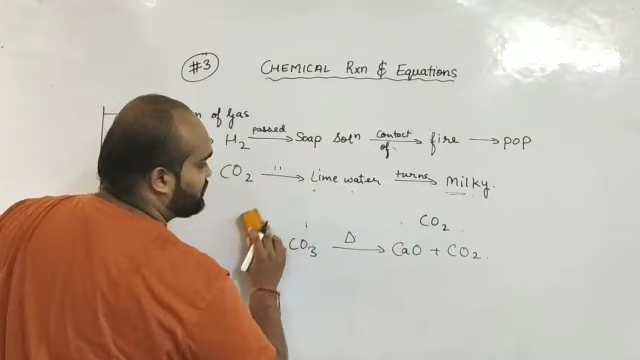 #3 CHEMICAL Rxn & Equations
n of Gas
H2 passed → Soap Soln contact of → fire → POP
CO2 " → Lime water turns → Milky.
CO2
CO3 Δ → CaO + CO2.